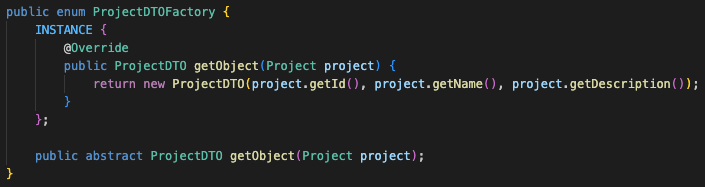 public enum ProjectDTOFactory {
    INSTANCE {
        @Override
        public ProjectDTO getObject(Project project) {
            return new ProjectDTO(project.getId(), project.getName(), project.getDescription());
        }
    };

    public abstract ProjectDTO getObject(Project project);
}